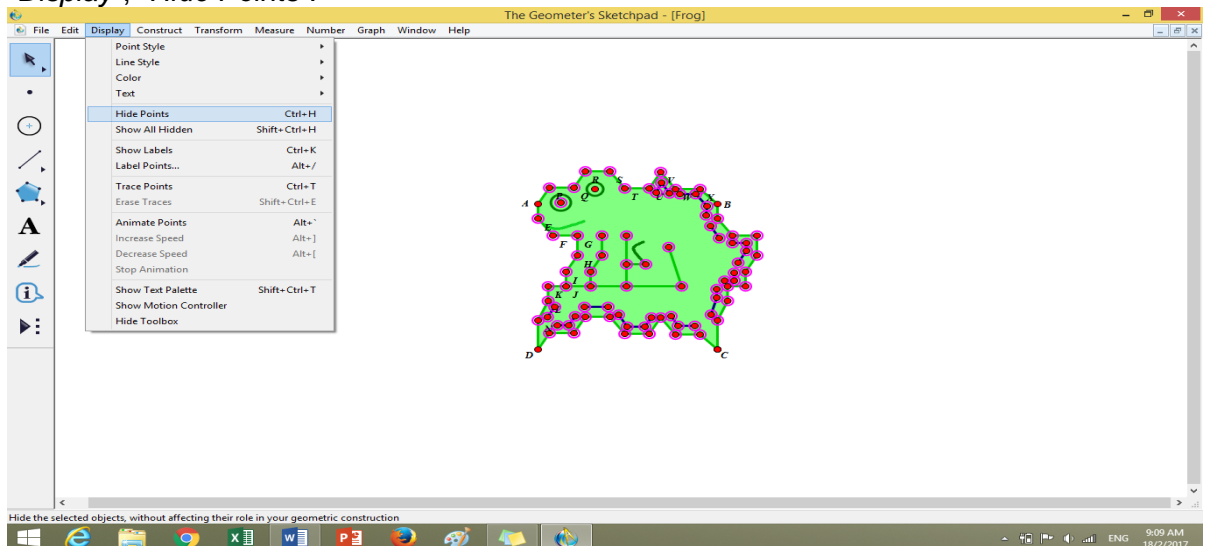 Display , Hide Points .
The Geometer's Sketchpad - [Frog]
File Edit Display Construct Transform Measure Number Graph Window Help
Point Style
Line Style
Color
Text
Hide Points Ctrl+H
Show All Hidden Shift+Ctrl+H
Show Labels Ctrl+K
Label Points... Alt+/
Trace Points Ctrl+T
Erase Traces Shift+Ctrl+E
Animate Points Alt+`
Increase Speed Alt+]
Decrease Speed Alt+[
Stop Animation
Show Text Palette Shift+Ctrl+T
Show Motion Controller
Hide Toolbox
A
R S V
P Q T U W X B
E
F G
H
I
K J
L
D C
Hide the selected objects, without affecting their role in your geometric construction
ENG 9:09 AM
18/2/2017